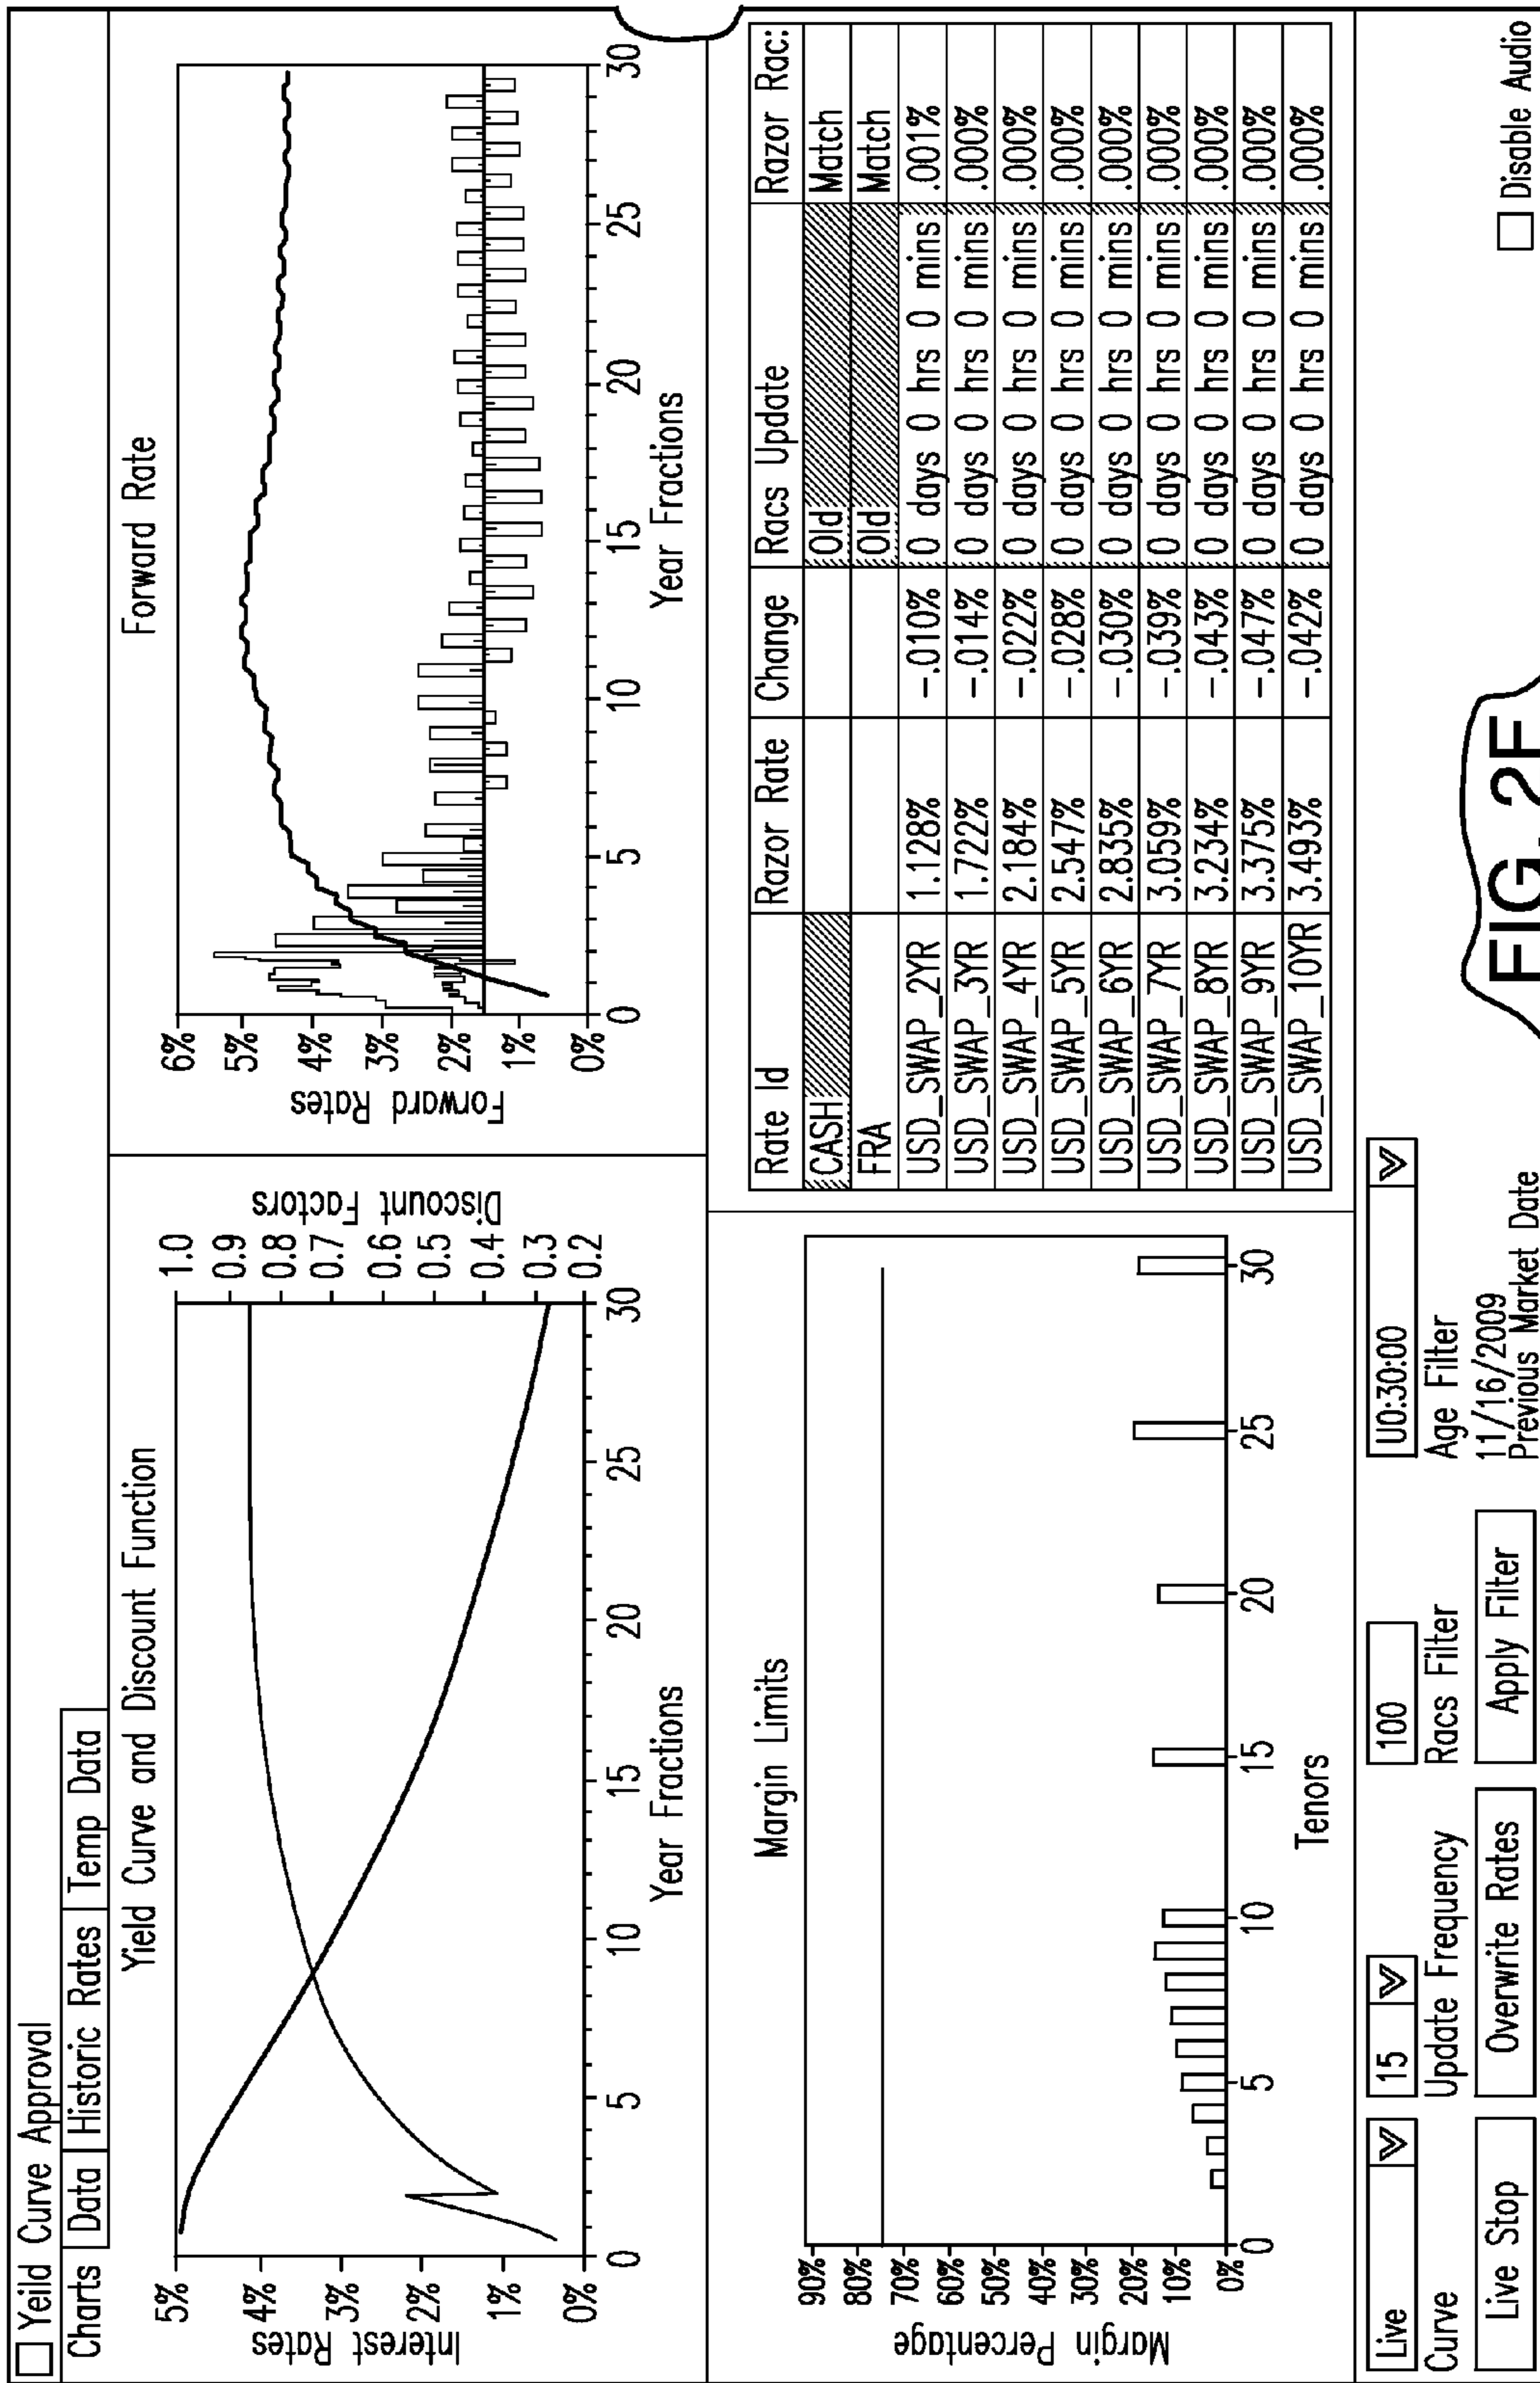 Yeild Curve Approval
Charts Data Historic Rates Temp Data
Yield Curve and Discount Function
Interest Rates
5%
4%
3%
2%
1%
0%
0 5 10 15 20 25 30
Year Fractions
1.0
0.9
0.8
0.7
0.6
0.5
0.4
0.3
0.2
Discount Factors
Forward Rate
Forward Rates
6%
5%
4%
3%
2%
1%
0%
0 5 10 15 20 25 30
Year Fractions
Margin Limits
Margin Percentage
90%
80%
70%
60%
50%
40%
30%
20%
10%
0%
0 5 10 15 20 25 30
Tenors
Rate Id Razor Rate Change Racs Update Razor Rac:
CASH Old Match
FRA Old Match
USD_SWAP_2YR 1.128% -.010% 0 days 0 hrs 0 mins .001%
USD_SWAP_3YR 1.722% -.014% 0 days 0 hrs 0 mins .000%
USD_SWAP_4YR 2.184% -.022% 0 days 0 hrs 0 mins .000%
USD_SWAP_5YR 2.547% -.028% 0 days 0 hrs 0 mins .000%
USD_SWAP_6YR 2.835% -.030% 0 days 0 hrs 0 mins .000%
USD_SWAP_7YR 3.059% -.039% 0 days 0 hrs 0 mins .000%
USD_SWAP_8YR 3.234% -.043% 0 days 0 hrs 0 mins .000%
USD_SWAP_9YR 3.375% -.047% 0 days 0 hrs 0 mins .000%
USD_SWAP_10YR 3.493% -.042% 0 days 0 hrs 0 mins .000%
Live 15 100 U0:30:00
Curve Update Frequency Racs Filter Age Filter
11/16/2009
Live Stop Overwrite Rates Apply Filter Previous Market Date Disable Audio
FIG. 2F